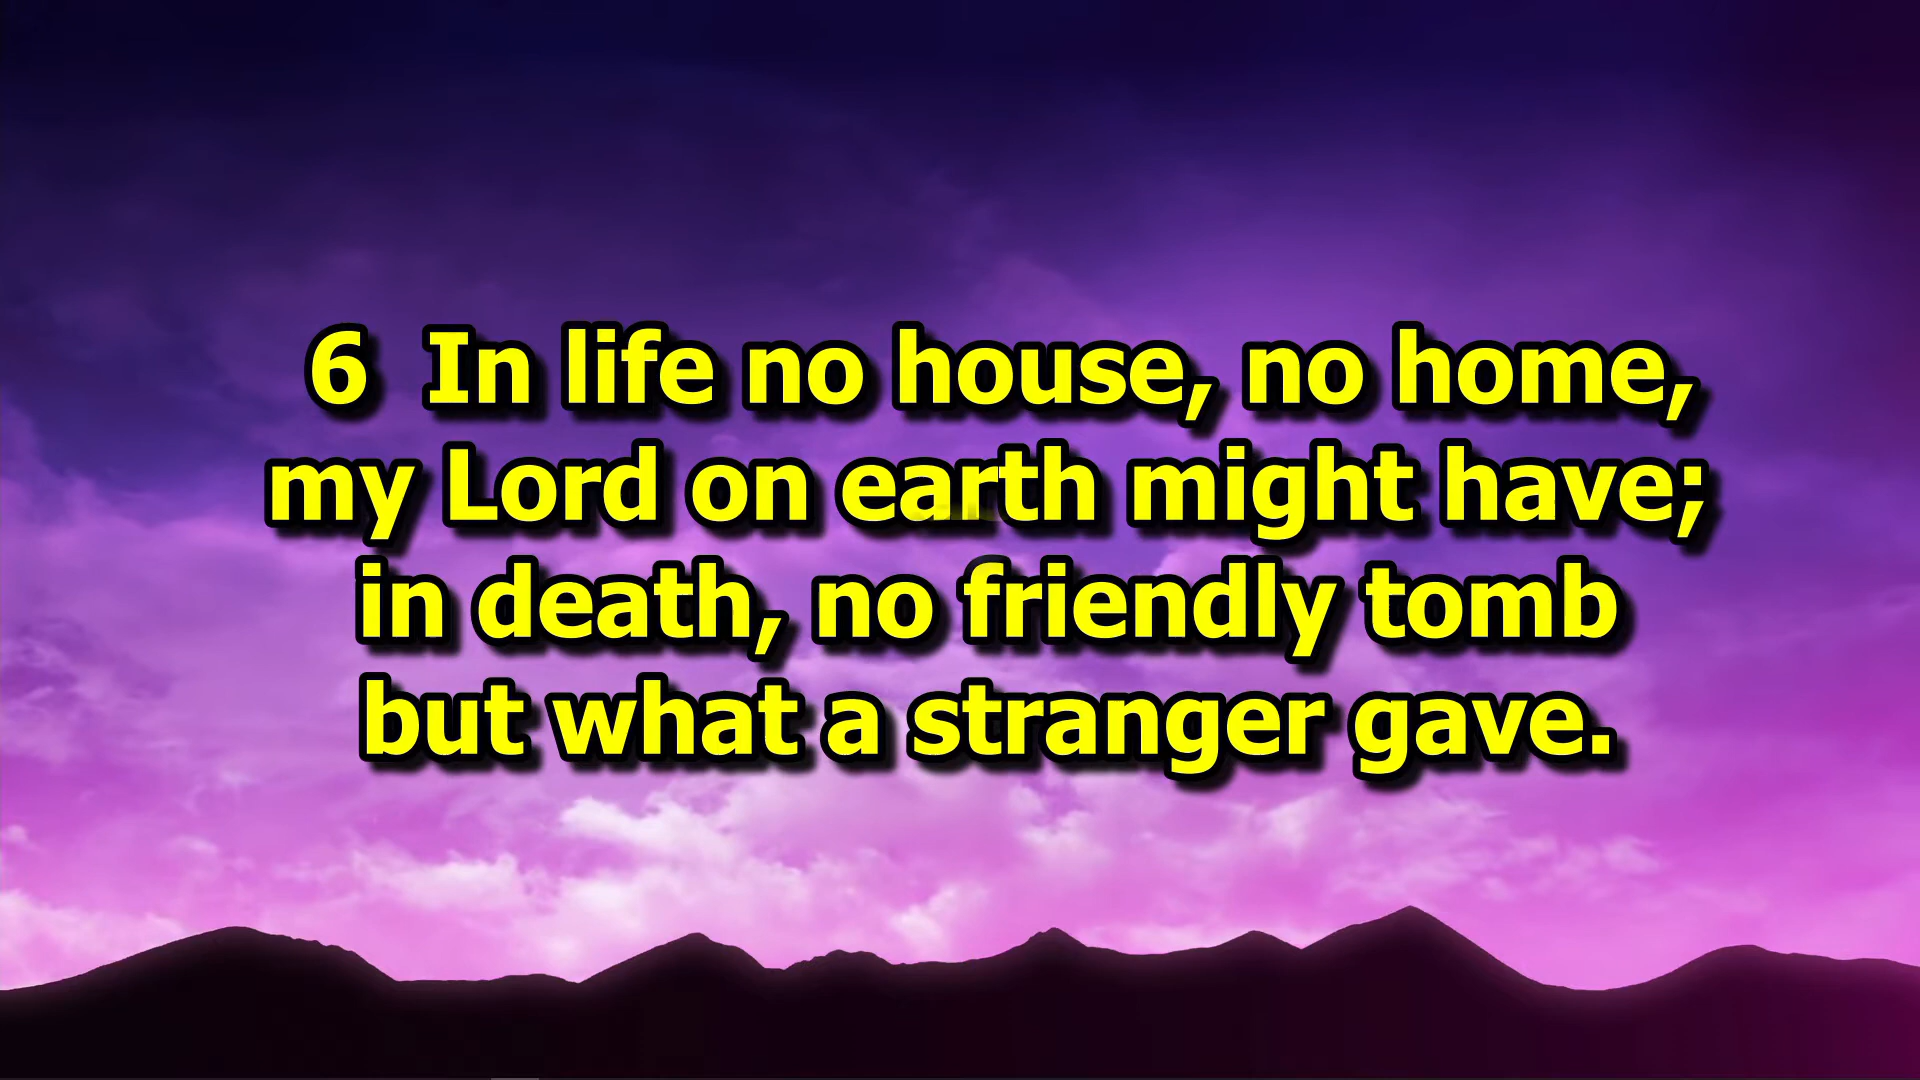 6  In life no house, no home,
my Lord on earth might have;
in death, no friendly tomb
but what a stranger gave.